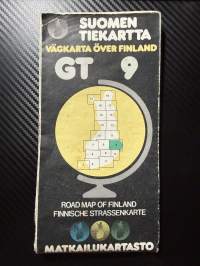 SUOMEN
TIEKARTTA
VÄGKARTA ÖVER FINLAND
GT 9
ROAD MAP OF FINLAND
FINNISCHE STRASSENKARTE
MATKAILUKARTASTO